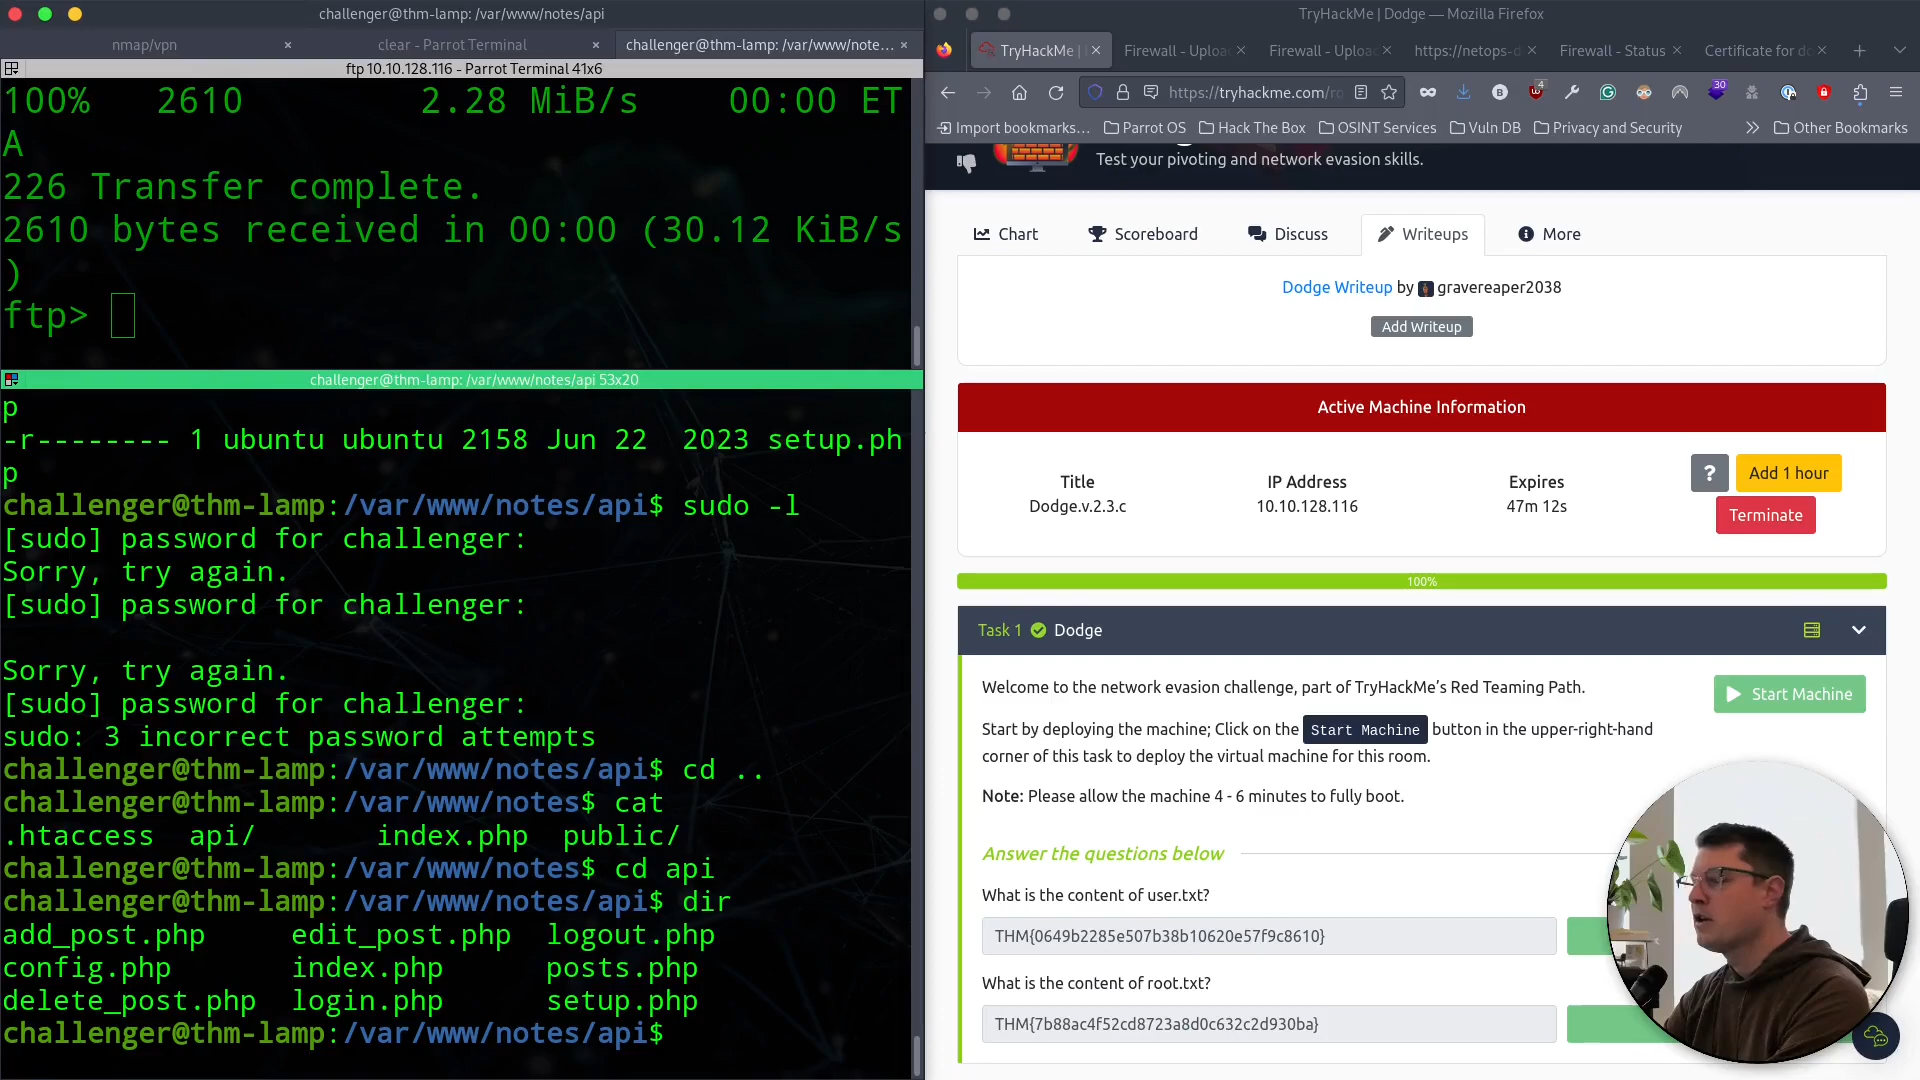 challenger@thm-lamp: /var/www/notes/api
nmap/vpn
clear - Parrot Terminal
challenger@thm-lamp: /var/www/note...
ftp 10.10.128.116 - Parrot Terminal 41x6
100% 2610 2.28 MiB/s 00:00 ET
A
226 Transfer complete.
2610 bytes received in 00:00 (30.12 KiB/s
)
ftp>
challenger@thm-lamp: /var/www/notes/api 53x20
p
-r-------- 1 ubuntu ubuntu 2158 Jun 22 2023 setup.ph
p
challenger@thm-lamp:/var/www/notes/api$ sudo -l
[sudo] password for challenger:
Sorry, try again.
[sudo] password for challenger:
Sorry, try again.
[sudo] password for challenger:
sudo: 3 incorrect password attempts
challenger@thm-lamp:/var/www/notes/api$ cd ..
challenger@thm-lamp:/var/www/notes$ cat
.htaccess api/ index.php public/
challenger@thm-lamp:/var/www/notes$ cd api
challenger@thm-lamp:/var/www/notes/api$ dir
add_post.php edit_post.php logout.php
config.php index.php posts.php
delete_post.php login.php setup.php
challenger@thm-lamp:/var/www/notes/api$
TryHackMe | Dodge — Mozilla Firefox
TryHackMe |
Firewall - Uploa
Firewall - Uploa
https://netops-d
Firewall - Status
Certificate for do
https://tryhackme.com/ro
4
30
Import bookmarks...
Parrot OS
Hack The Box
OSINT Services
Vuln DB
Privacy and Security
Other Bookmarks
Test your pivoting and network evasion skills.
Chart
Scoreboard
Discuss
Writeups
More
Dodge Writeup by gravereaper2038
Add Writeup
Active Machine Information
Title IP Address Expires
Dodge.v.2.3.c 10.10.128.116 47m 12s
? Add 1 hour
Terminate
100%
Task 1 Dodge
Welcome to the network evasion challenge, part of TryHackMe’s Red Teaming Path.
Start Machine
Start by deploying the machine; Click on the Start Machine button in the upper-right-hand
corner of this task to deploy the virtual machine for this room.
Note: Please allow the machine 4 - 6 minutes to fully boot.
Answer the questions below
What is the content of user.txt?
THM{0649b2285e507b38b10620e57f9c8610}
What is the content of root.txt?
THM{7b88ac4f52cd8723a8d0c632c2d930ba}